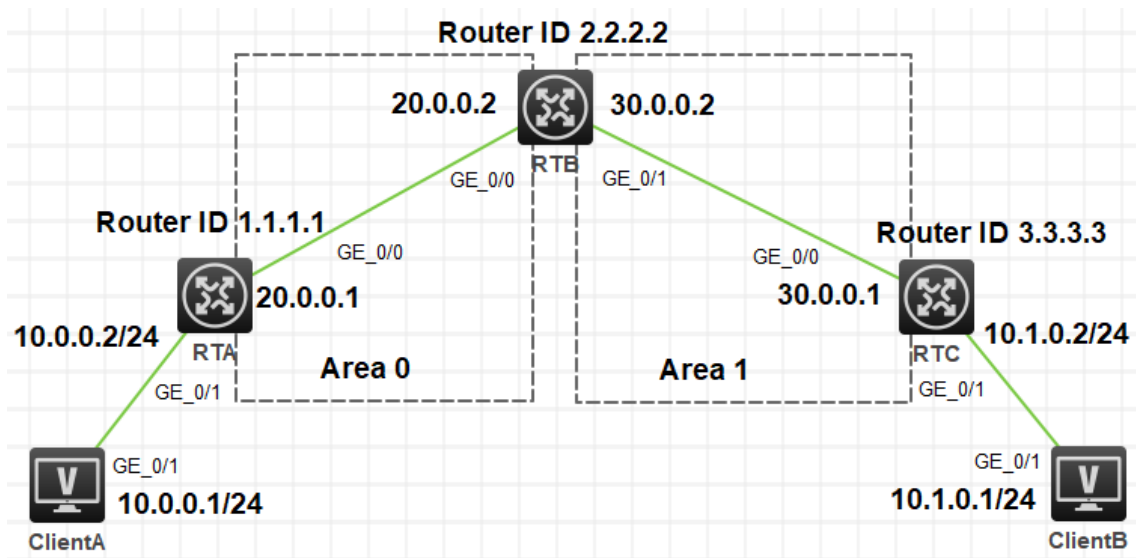 Router ID 2.2.2.2
20.0.0.2
30.0.0.2
RTB
GE_0/0
GE_0/1
Router ID 1.1.1.1
Router ID 3.3.3.3
GE_0/0
GE_0/0
20.0.0.1
30.0.0.1
10.0.0.2/24
10.1.0.2/24
RTA
RTC
Area 0
Area 1
GE_0/1
GE_0/1
GE_0/1
GE_0/1
V
V
10.0.0.1/24
10.1.0.1/24
ClientA
ClientB